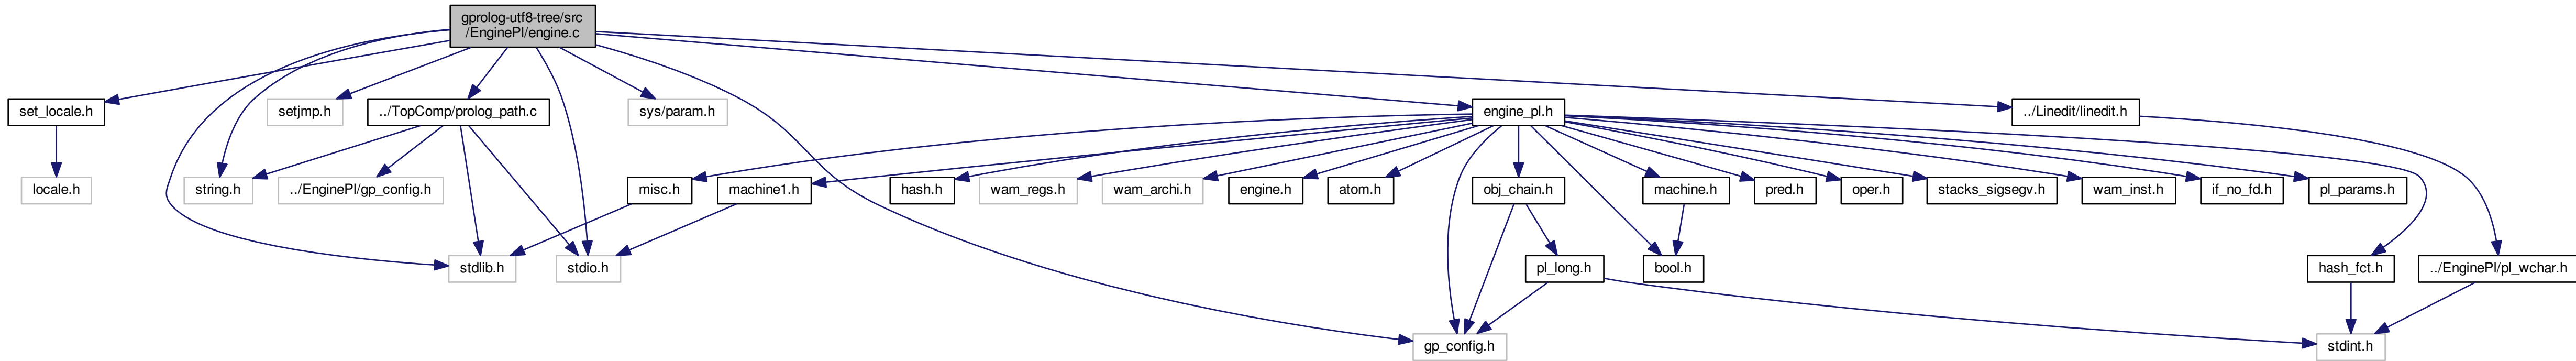 gprolog-utf8-tree/src
/EnginePl/engine.c
set_locale.h
setjmp.h
../TopComp/prolog_path.c
sys/param.h
engine_pl.h
../Linedit/linedit.h
locale.h
string.h
../EnginePl/gp_config.h
misc.h
machine1.h
hash.h
wam_regs.h
wam_archi.h
engine.h
atom.h
obj_chain.h
machine.h
pred.h
oper.h
stacks_sigsegv.h
wam_inst.h
if_no_fd.h
pl_params.h
stdlib.h
stdio.h
pl_long.h
bool.h
hash_fct.h
../EnginePl/pl_wchar.h
gp_config.h
stdint.h